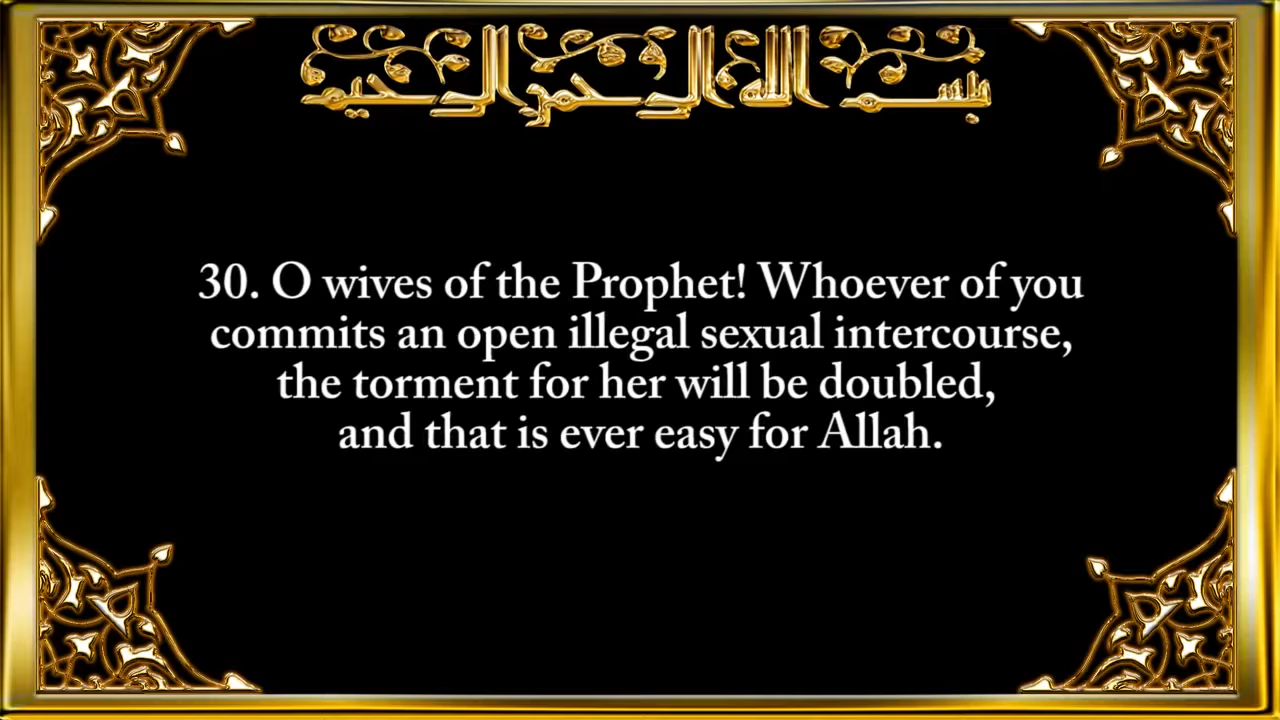 بسم الله الرحمن الرحيم
30. O wives of the Prophet! Whoever of you
commits an open illegal sexual intercourse,
the torment for her will be doubled,
and that is ever easy for Allah.